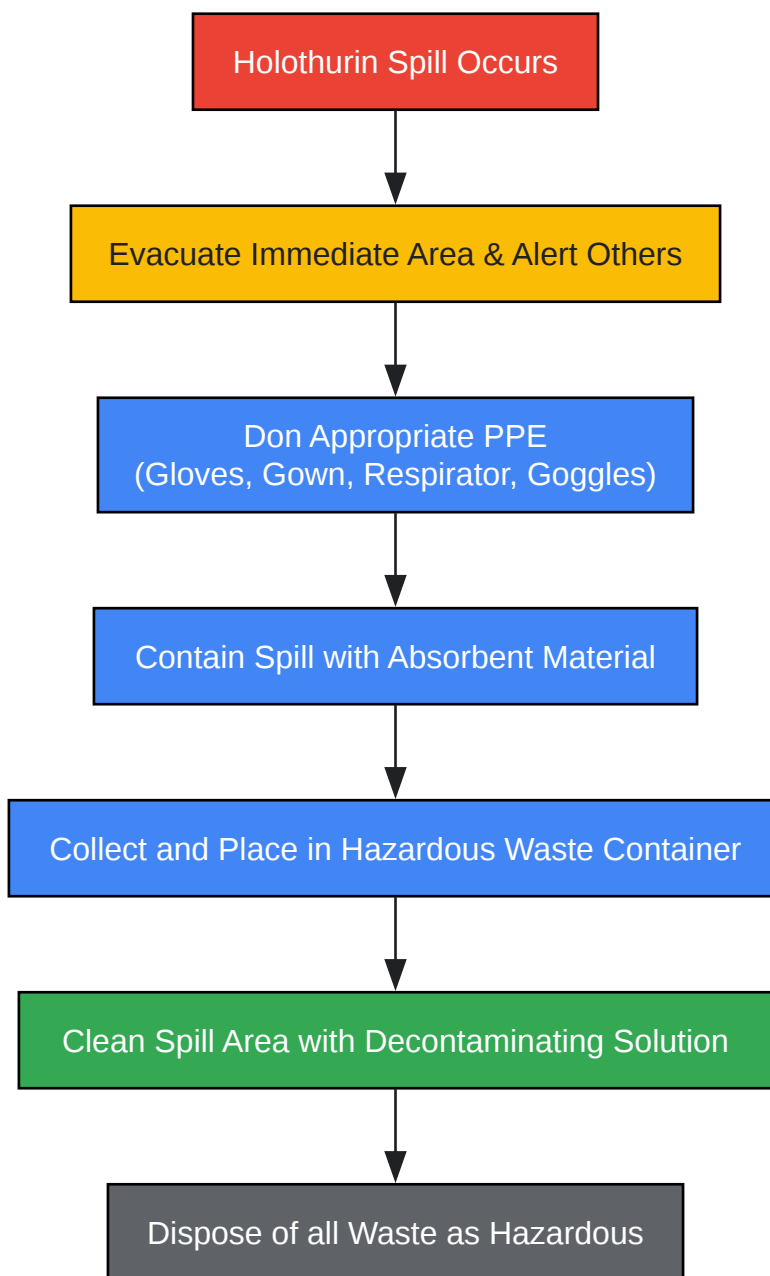 Holothurin Spill Occurs
Evacuate Immediate Area & Alert Others
Don Appropriate PPE
(Gloves, Gown, Respirator, Goggles)
Contain Spill with Absorbent Material
Collect and Place in Hazardous Waste Container
Clean Spill Area with Decontaminating Solution
Dispose of all Waste as Hazardous